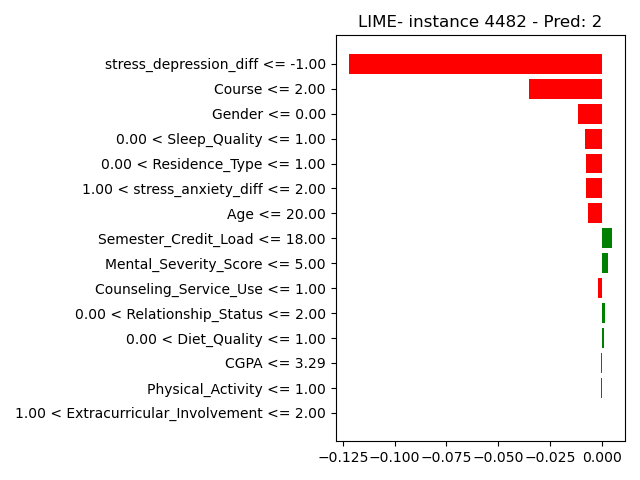 LIME- instance 4482 - Pred: 2
stress_depression_diff <= -1.00
Course <= 2.00
Gender <= 0.00
0.00 < Sleep_Quality <= 1.00
0.00 < Residence_Type <= 1.00
1.00 < stress_anxiety_diff <= 2.00
Age <= 20.00
Semester_Credit_Load <= 18.00
Mental_Severity_Score <= 5.00
Counseling_Service_Use <= 1.00
0.00 < Relationship_Status <= 2.00
0.00 < Diet_Quality <= 1.00
CGPA <= 3.29
Physical_Activity <= 1.00
1.00 < Extracurricular_Involvement <= 2.00
−0.125 −0.100 −0.075 −0.050 −0.025 0.000